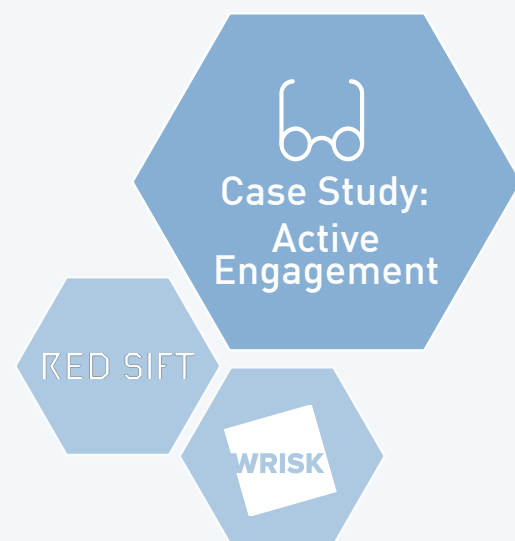 Case Study:
Active
Engagement
RED SIFT
WRISK